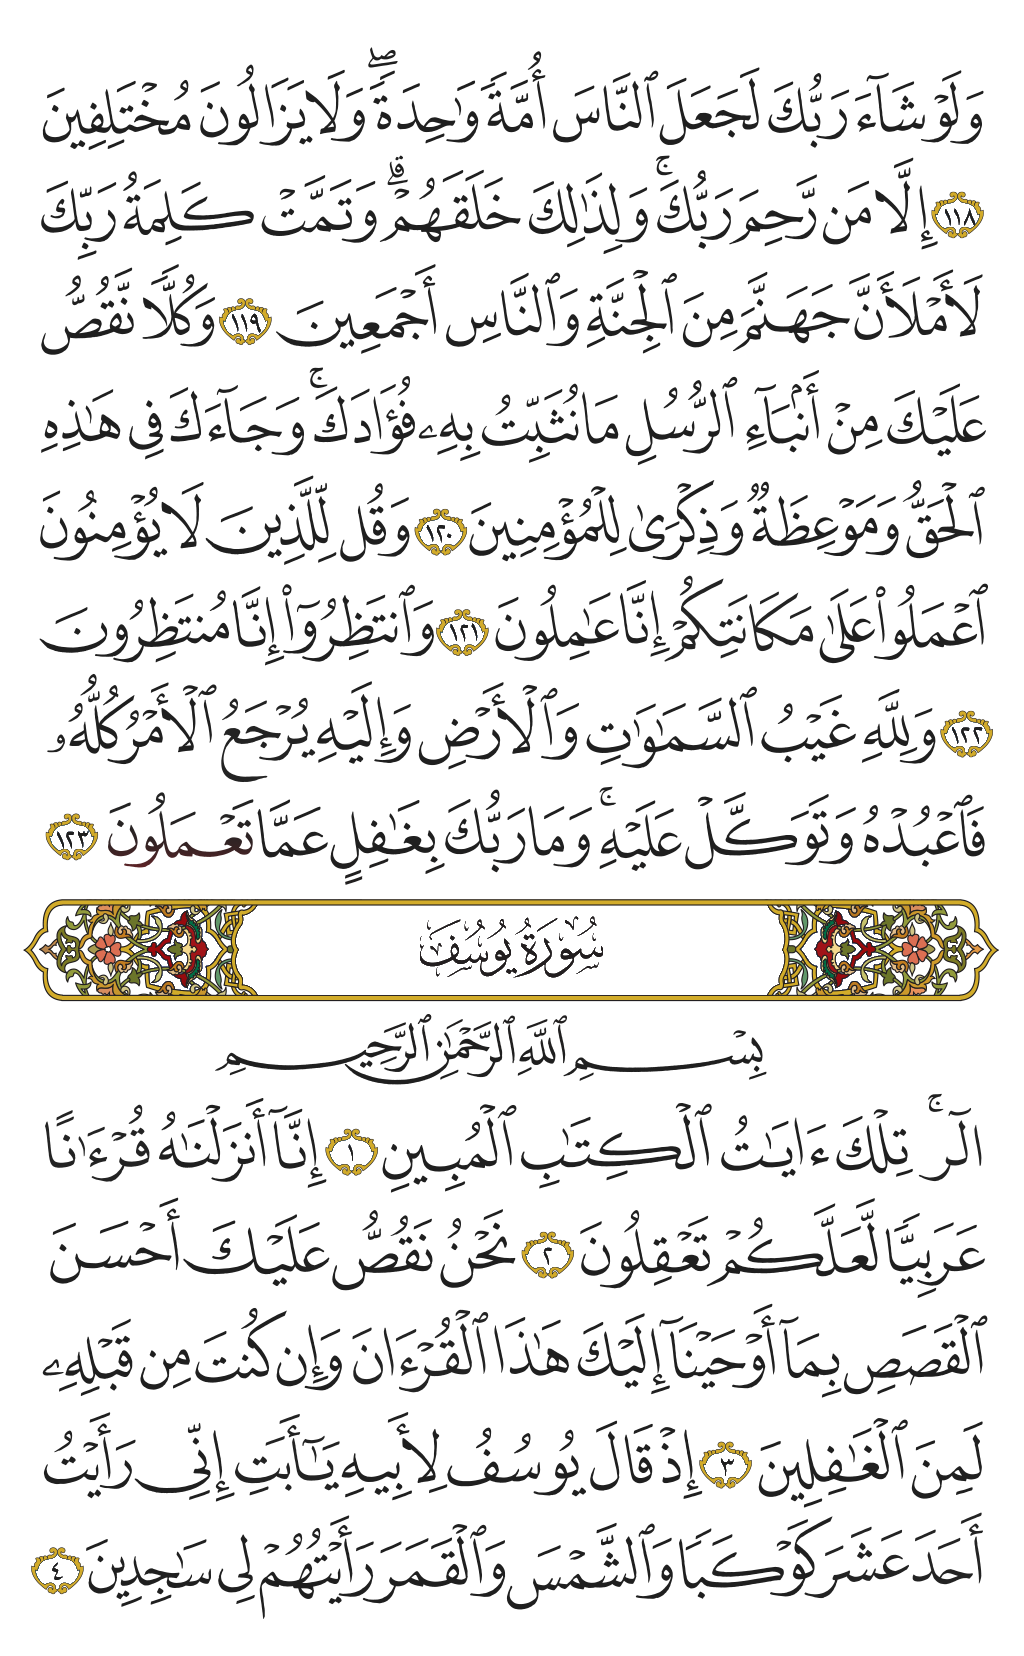 وَلَوْ شَآءَ رَبُّكَ لَجَعَلَ ٱلنَّاسَ أُمَّةً وَٰحِدَةً ۖ وَلَا يَزَالُونَ مُخْتَلِفِينَ
١١٨ إِلَّا مَن رَّحِمَ رَبُّكَ ۚ وَلِذَٰلِكَ خَلَقَهُمْ ۗ وَتَمَّتْ كَلِمَةُ رَبِّكَ
لَأَمْلَأَنَّ جَهَنَّمَ مِنَ ٱلْجِنَّةِ وَٱلنَّاسِ أَجْمَعِينَ ١١٩ وَكُلًّا نَّقُصُّ
عَلَيْكَ مِنْ أَنۢبَآءِ ٱلرُّسُلِ مَا نُثَبِّتُ بِهِۦ فُؤَادَكَ ۚ وَجَآءَكَ فِى هَٰذِهِ
ٱلْحَقُّ وَمَوْعِظَةٌ وَذِكْرَىٰ لِلْمُؤْمِنِينَ ١٢٠ وَقُل لِّلَّذِينَ لَا يُؤْمِنُونَ
ٱعْمَلُوا۟ عَلَىٰ مَكَانَتِكُمْ إِنَّا عَٰمِلُونَ ١٢١ وَٱنتَظِرُوٓا۟ إِنَّا مُنتَظِرُونَ
١٢٢ وَلِلَّهِ غَيْبُ ٱلسَّمَٰوَٰتِ وَٱلْأَرْضِ وَإِلَيْهِ يُرْجَعُ ٱلْأَمْرُ كُلُّهُۥ
فَٱعْبُدْهُ وَتَوَكَّلْ عَلَيْهِ ۚ وَمَا رَبُّكَ بِغَٰفِلٍ عَمَّا تَعْمَلُونَ ١٢٣
سُورَةُ يُوسُفَ
بِسْمِ ٱللَّهِ ٱلرَّحْمَٰنِ ٱلرَّحِيمِ
الٓر ۚ تِلْكَ ءَايَٰتُ ٱلْكِتَٰبِ ٱلْمُبِينِ ١ إِنَّآ أَنزَلْنَٰهُ قُرْءَٰنًا
عَرَبِيًّا لَّعَلَّكُمْ تَعْقِلُونَ ٢ نَحْنُ نَقُصُّ عَلَيْكَ أَحْسَنَ
ٱلْقَصَصِ بِمَآ أَوْحَيْنَآ إِلَيْكَ هَٰذَا ٱلْقُرْءَانَ وَإِن كُنتَ مِن قَبْلِهِۦ
لَمِنَ ٱلْغَٰفِلِينَ ٣ إِذْ قَالَ يُوسُفُ لِأَبِيهِ يَٰٓأَبَتِ إِنِّى رَأَيْتُ
أَحَدَ عَشَرَ كَوْكَبًا وَٱلشَّمْسَ وَٱلْقَمَرَ رَأَيْتُهُمْ لِى سَٰجِدِينَ ٤